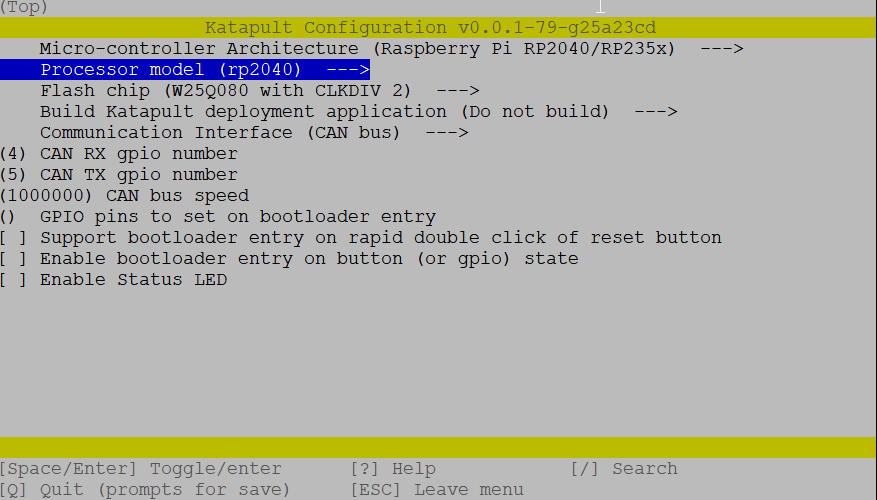 (Top)
Katapult Configuration v0.0.1-79-g25a23cd
Micro-controller Architecture (Raspberry Pi RP2040/RP235x) --->
Processor model (rp2040) --->
Flash chip (W25Q080 with CLKDIV 2) --->
Build Katapult deployment application (Do not build) --->
Communication Interface (CAN bus) --->
(4) CAN RX gpio number
(5) CAN TX gpio number
(1000000) CAN bus speed
() GPIO pins to set on bootloader entry
[ ] Support bootloader entry on rapid double click of reset button
[ ] Enable bootloader entry on button (or gpio) state
[ ] Enable Status LED
[Space/Enter] Toggle/enter [?] Help [/] Search
[Q] Quit (prompts for save) [ESC] Leave menu